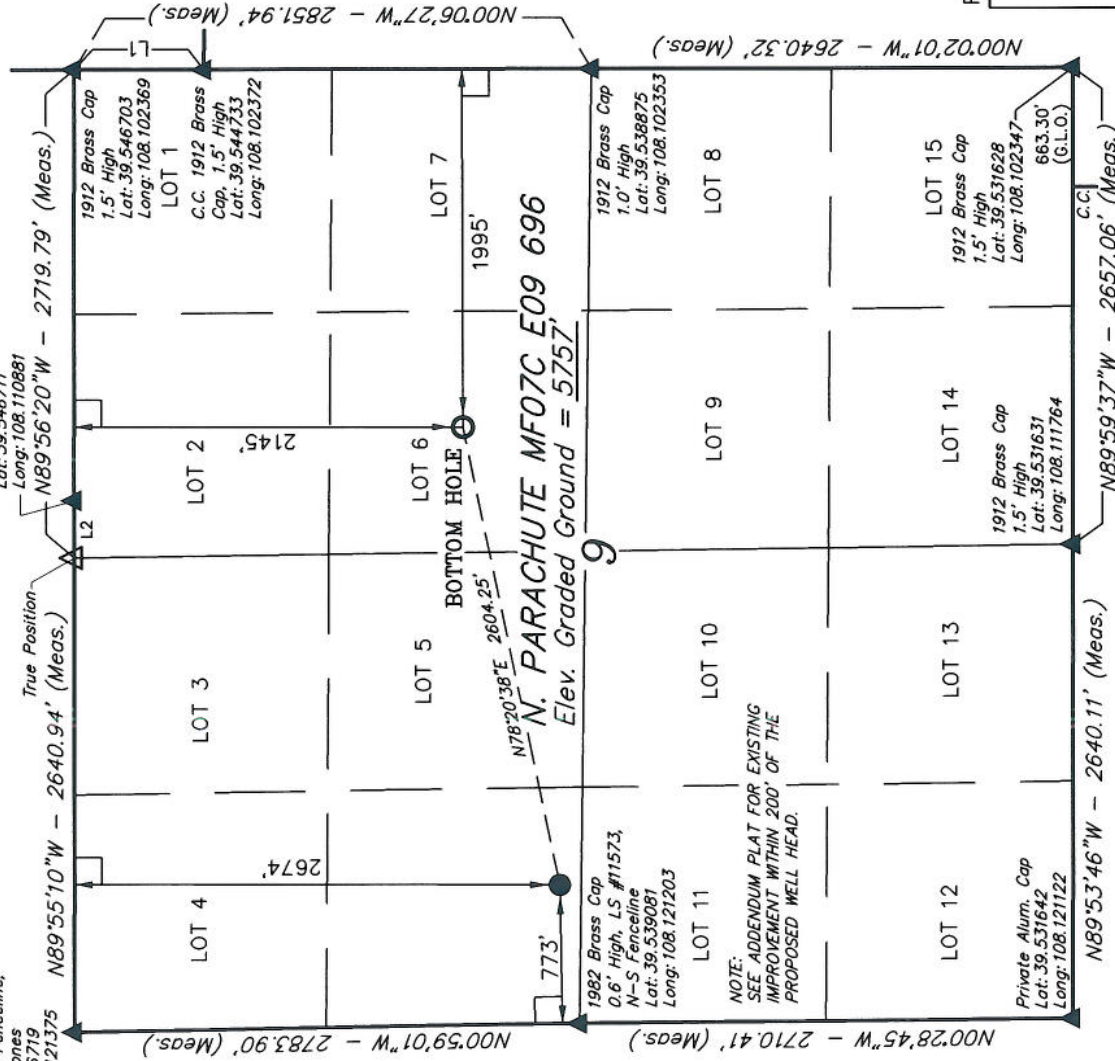 Lat: 39.546711
Long: 108.110881
True Position
N89°55'10"W - 2640.94' (Meas.)
L2
N89°56'20"W - 2719.79' (Meas.)
Fenceline,
ones
5719
21375
N00°59'01"W - 2783.90' (Meas.)
LOT 4
LOT 3
LOT 2
1912 Brass Cap
1.5' High
Lat: 39.546703
Long: 108.102369
LOT 1
C.C. 1912 Brass
Cap, 1.5' High
Lat: 39.544733
Long: 108.102372
L1
N00°06'27"W - 2851.94' (Meas.)
2674'
2145'
LOT 5
LOT 6
LOT 7
1995'
BOTTOM HOLE
N78°20'38"E 2604.25'
N. PARACHUTE MF07C E09 696
Elev. Graded Ground = 5757'
773'
9
1982 Brass Cap
0.6' High, LS #11573,
N-S Fenceline
Lat: 39.539081
Long: 108.121203
1912 Brass Cap
1.0' High
Lat: 39.538875
Long: 108.102353
LOT 11
LOT 10
LOT 9
LOT 8
N00°28'45"W - 2710.41' (Meas.)
N00°02'01"W - 2640.32' (Meas.)
NOTE:
SEE ADDENDUM PLAT FOR EXISTING
IMPROVEMENT WITHIN 200' OF THE
PROPOSED WELL HEAD.
LOT 12
LOT 13
LOT 14
LOT 15
Private Alum. Cap
Lat: 39.531642
Long: 108.121122
1912 Brass Cap
1.5' High
Lat: 39.531631
Long: 108.111764
1912 Brass Cap
1.5' High
Lat: 39.531628
Long: 108.102347
663.30'
(G.L.O.)
C.C.
N89°53'46"W - 2640.11' (Meas.)
N89°59'37"W - 2657.06' (Meas.)